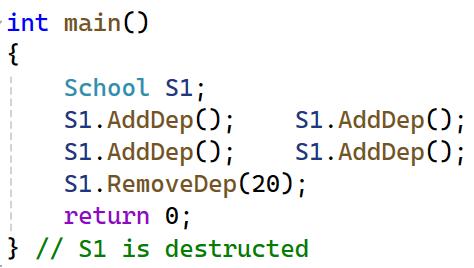 int main()
{
    School S1;
    S1.AddDep();    S1.AddDep();
    S1.AddDep();    S1.AddDep();
    S1.RemoveDep(20);
    return 0;
} // S1 is destructed